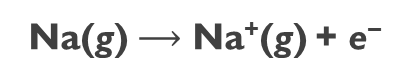 Na(g) ⟶ Na⁺(g) + e⁻